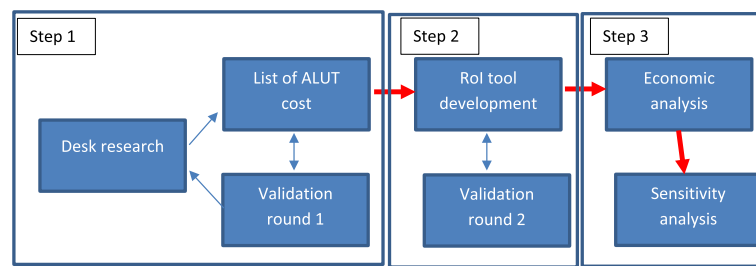 Step 1
List of ALUT
cost
Desk research
Validation
round 1
Step 2
RoI tool
development
Validation
round 2
Step 3
Economic
analysis
Sensitivity
analysis